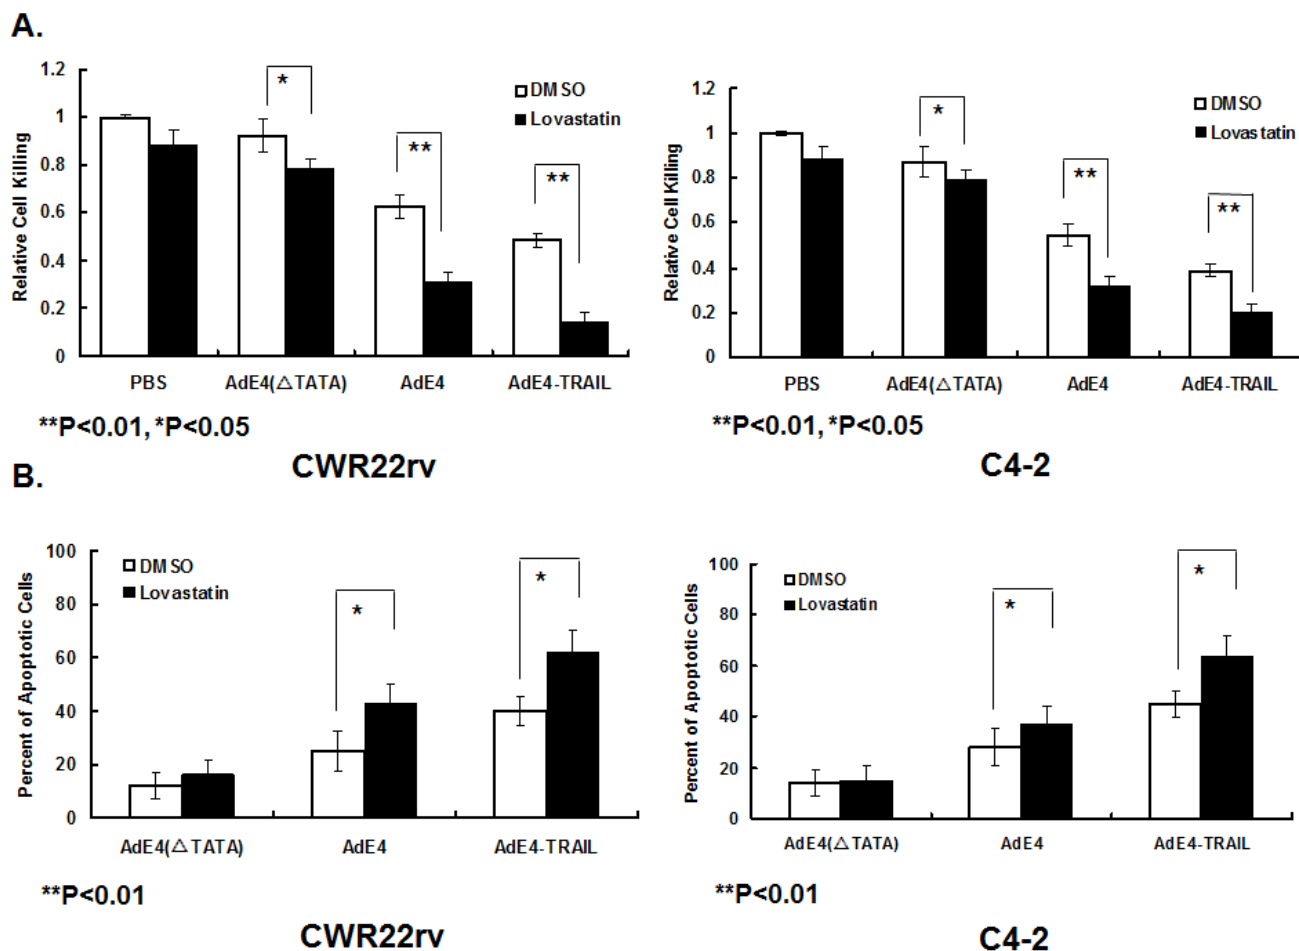 A.
1.2
1
0.8
0.6
0.4
0.2
0
Relative Cell Killing
DMSO
Lovastatin
*
**
**
PBS
AdE4(△TATA)
AdE4
AdE4-TRAIL
**P<0.01, *P<0.05
CWR22rv
1.2
1
0.8
0.6
0.4
0.2
0
Relative Cell Killing
DMSO
Lovastatin
*
**
**
PBS
AdE4(△TATA)
AdE4
AdE4-TRAIL
**P<0.01, *P<0.05
C4-2
B.
100
80
60
40
20
0
Percent of Apoptotic Cells
DMSO
Lovastatin
*
*
AdE4(△TATA)
AdE4
AdE4-TRAIL
**P<0.01
CWR22rv
100
80
60
40
20
0
Percent of Apoptotic Cells
DMSO
Lovastatin
*
*
AdE4(△TATA)
AdE4
AdE4-TRAIL
**P<0.01
C4-2